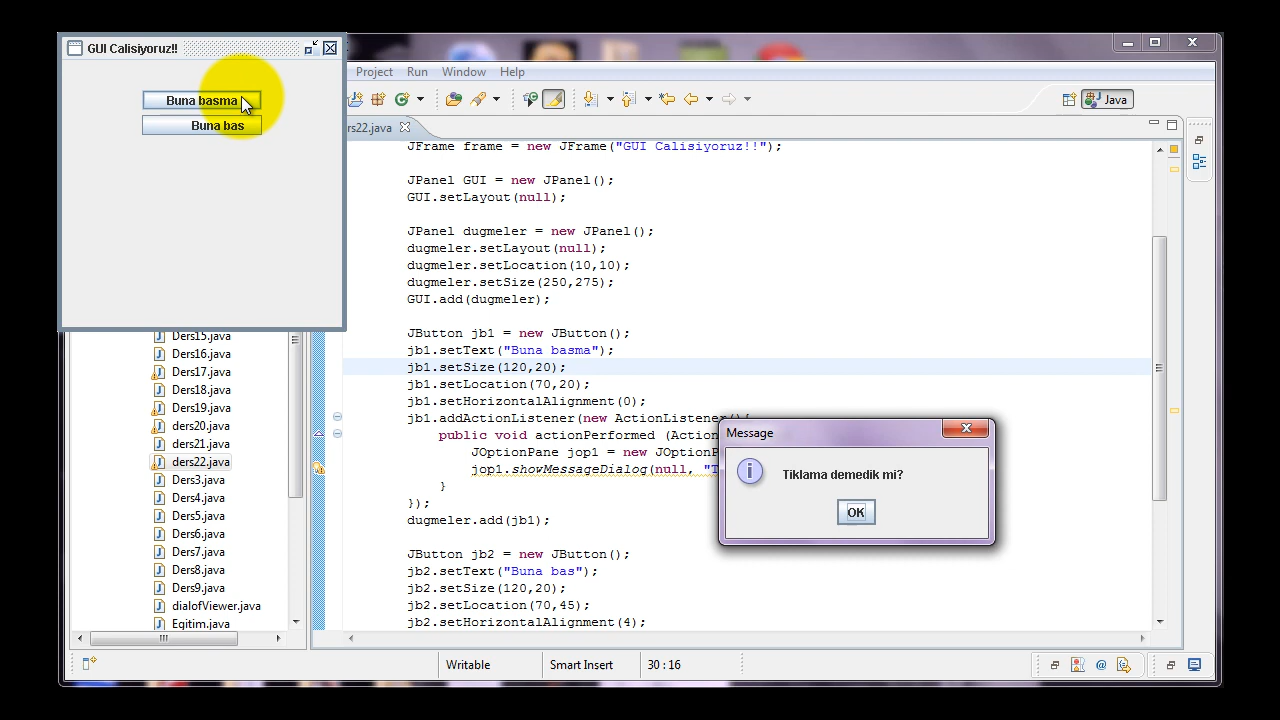 GUI Calisiyoruz!!
Buna basma
Buna bas
Project Run Window Help
Java
rs22.java
JFrame frame = new JFrame("GUI Calisiyoruz!!");
JPanel GUI = new JPanel();
GUI.setLayout(null);
JPanel dugmeler = new JPanel();
dugmeler.setLayout(null);
dugmeler.setLocation(10,10);
dugmeler.setSize(250,275);
GUI.add(dugmeler);
JButton jb1 = new JButton();
jb1.setText("Buna basma");
jb1.setSize(120,20);
jb1.setLocation(70,20);
jb1.setHorizontalAlignment(0);
jb1.addActionListener(new ActionListener(){
public void actionPerformed (Action
JOptionPane jop1 = new JOptionP
jop1.showMessageDialog(null, "T
}
});
dugmeler.add(jb1);
JButton jb2 = new JButton();
jb2.setText("Buna bas");
jb2.setSize(120,20);
jb2.setLocation(70,45);
jb2.setHorizontalAlignment(4);
Message
Tiklama demedik mi?
OK
Ders15.java
Ders16.java
Ders17.java
Ders18.java
Ders19.java
ders20.java
ders21.java
ders22.java
Ders3.java
Ders4.java
Ders5.java
Ders6.java
Ders7.java
Ders8.java
Ders9.java
dialofViewer.java
Egitim.java
Writable
Smart Insert
30 : 16